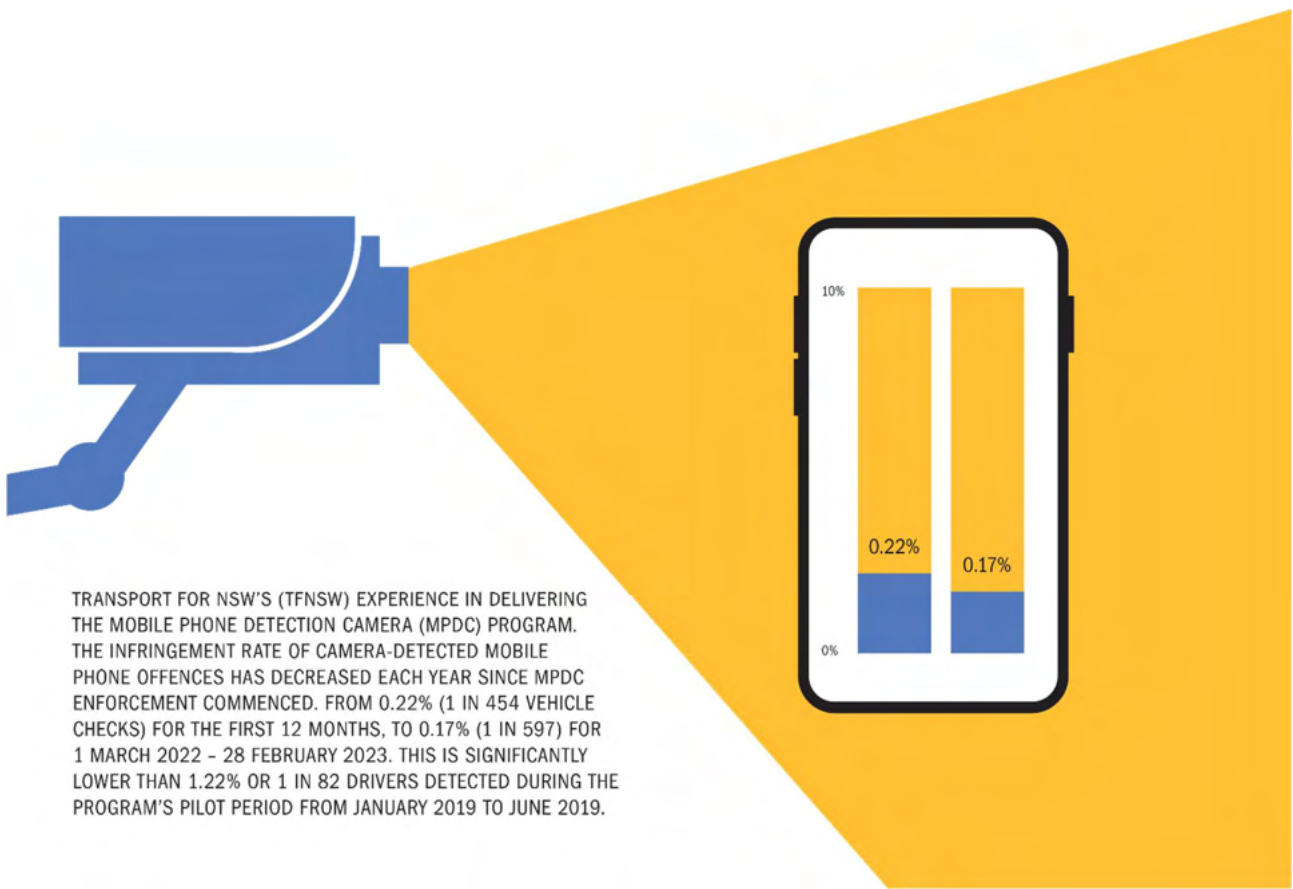 10%
0.22%
0.17%
0%
TRANSPORT FOR NSW'S (TFNSW) EXPERIENCE IN DELIVERING
THE MOBILE PHONE DETECTION CAMERA (MPDC) PROGRAM.
THE INFRINGEMENT RATE OF CAMERA-DETECTED MOBILE
PHONE OFFENCES HAS DECREASED EACH YEAR SINCE MPDC
ENFORCEMENT COMMENCED. FROM 0.22% (1 IN 454 VEHICLE
CHECKS) FOR THE FIRST 12 MONTHS, TO 0.17% (1 IN 597) FOR
1 MARCH 2022 – 28 FEBRUARY 2023. THIS IS SIGNIFICANTLY
LOWER THAN 1.22% OR 1 IN 82 DRIVERS DETECTED DURING THE
PROGRAM'S PILOT PERIOD FROM JANUARY 2019 TO JUNE 2019.